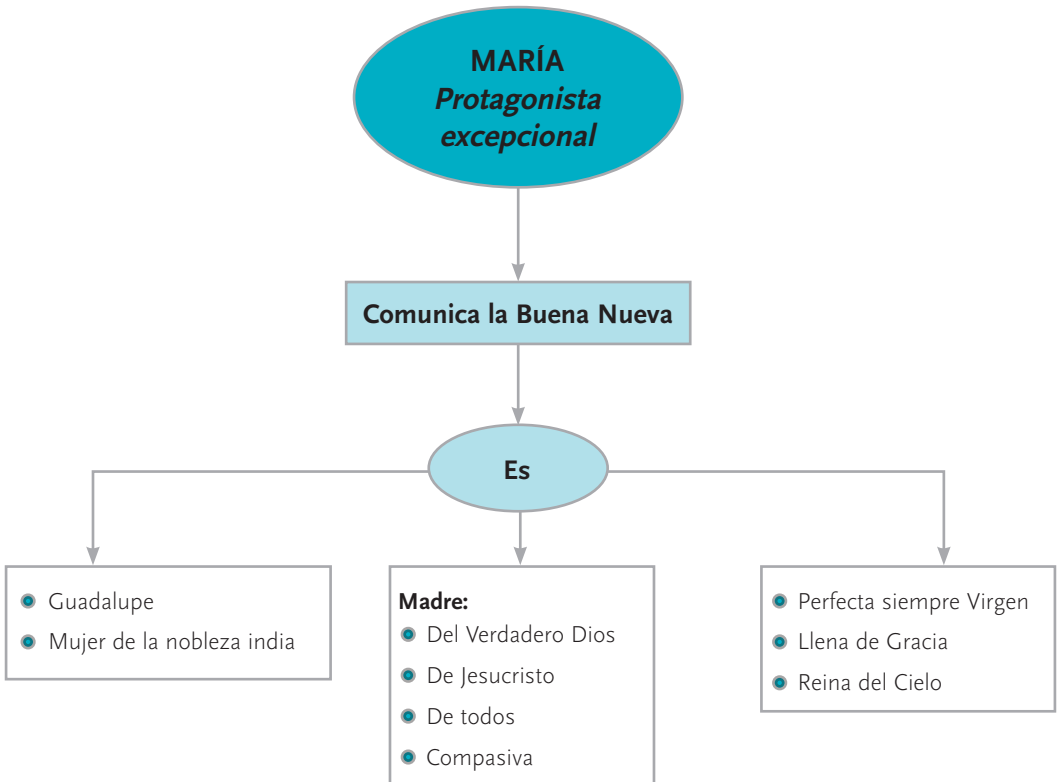 MARÍA
Protagonista
excepcional
Comunica la Buena Nueva
Es
Guadalupe
Mujer de la nobleza india
Madre:
Del Verdadero Dios
De Jesucristo
De todos
Compasiva
Perfecta siempre Virgen
Llena de Gracia
Reina del Cielo